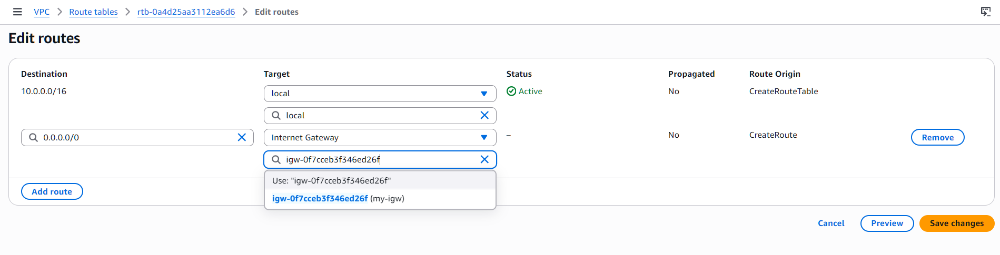 VPC > Route tables > rtb-0a4d25aa3112ea6d6 > Edit routes
Edit routes
Destination Target Status Propagated Route Origin
10.0.0.0/16 local Active No CreateRouteTable
local
0.0.0.0/0 Internet Gateway – No CreateRoute Remove
igw-0f7cceb3f346ed26f
Use: "igw-0f7cceb3f346ed26f"
Add route
igw-0f7cceb3f346ed26f (my-igw)
Cancel Preview Save changes